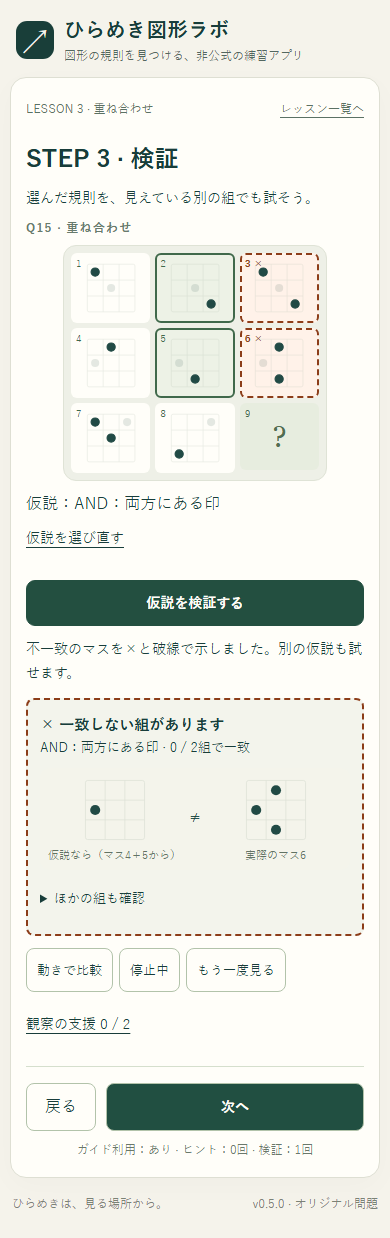 ひらめき図形ラボ
図形の規則を見つける、非公式の練習アプリ
LESSON 3・重ね合わせ
レッスン一覧へ
STEP 3・検証
選んだ規則を、見えている別の組でも試そう。
Q15・重ね合わせ
1
2
3 ×
4
5
6 ×
7
8
9
?
仮説：AND：両方にある印
仮説を選び直す
仮説を検証する
不一致のマスを×と破線で示しました。別の仮説も試
せます。
× 一致しない組があります
AND：両方にある印・0 / 2組で一致
≠
仮説なら（マス4＋5から）
実際のマス6
▶ ほかの組も確認
動きで比較
停止中
もう一度見る
観察の支援 0 / 2
戻る
次へ
ガイド利用：あり・ヒント：0回・検証：1回
ひらめきは、見る場所から。
v0.5.0・オリジナル問題